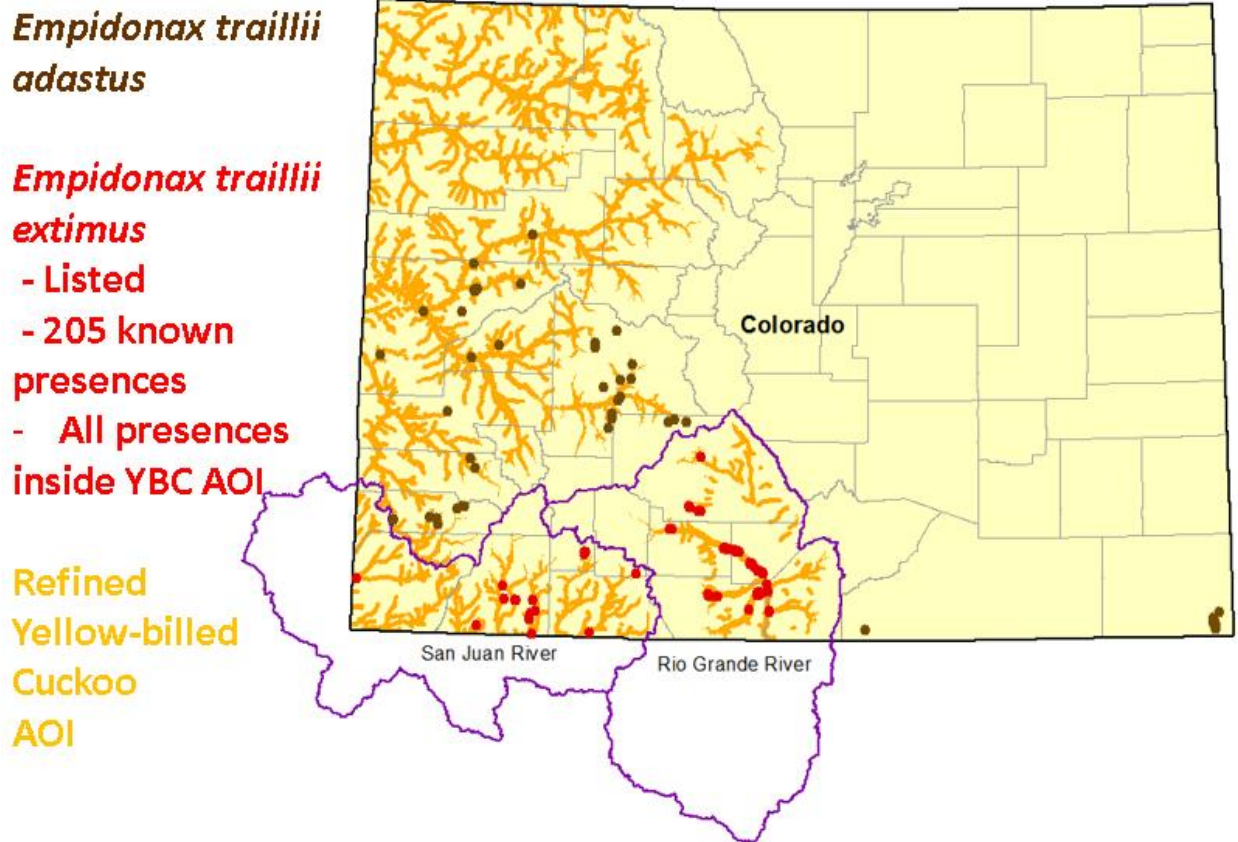 Empidonax traillii
adastus
Empidonax traillii
extimus
- Listed
- 205 known
presences
- All presences
inside YBC AOI
Refined
Yellow-billed
Cuckoo
AOI
Colorado
San Juan River
Rio Grande River